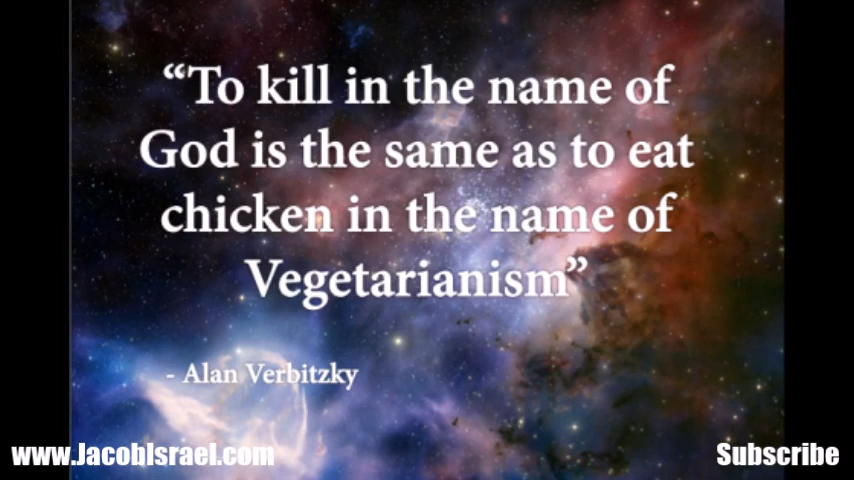 “To kill in the name of
God is the same as to eat
chicken in the name of
Vegetarianism”
- Alan Verbitzky
www.JacobIsrael.com
Subscribe